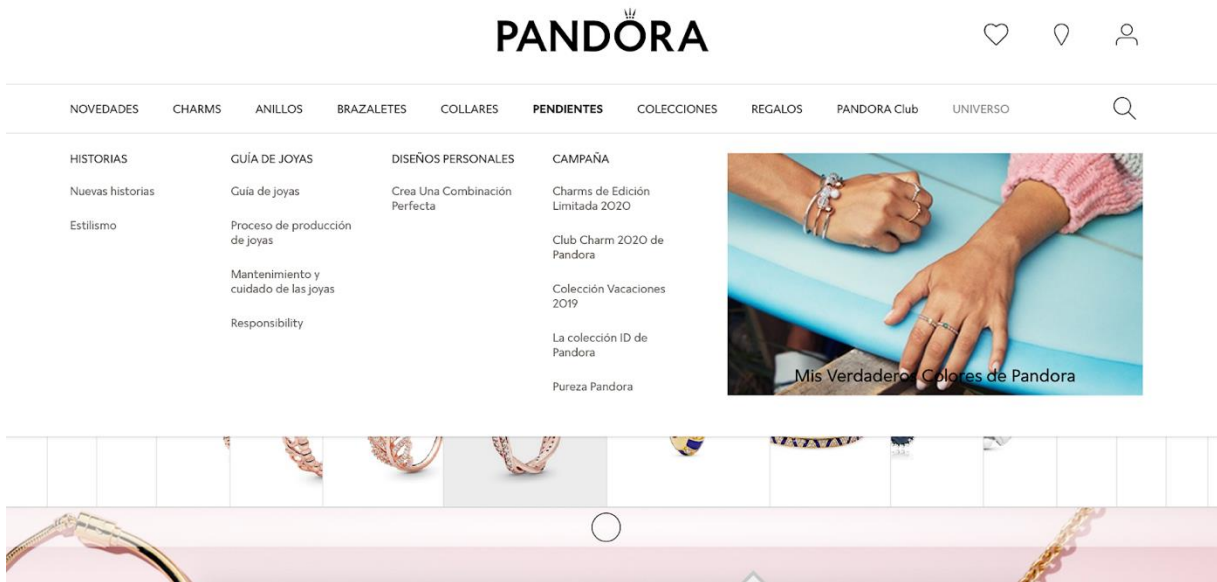 PANDÖRA
NOVEDADES CHARMS ANILLOS BRAZALETES COLLARES PENDIENTES COLECCIONES REGALOS PANDORA Club UNIVERSO
HISTORIAS
Nuevas historias
Estilismo
GUÍA DE JOYAS
Guía de joyas
Proceso de producción
de joyas
Mantenimiento y
cuidado de las joyas
Responsibility
DISEÑOS PERSONALES
Crea Una Combinación
Perfecta
CAMPAÑA
Charms de Edición
Limitada 2020
Club Charm 2020 de
Pandora
Colección Vacaciones
2019
La colección ID de
Pandora
Pureza Pandora
Mis Verdaderos Colores de Pandora